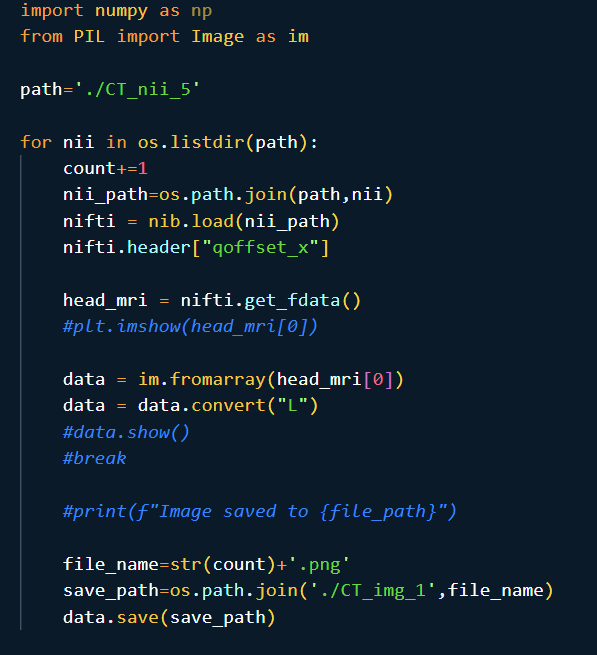 import numpy as np
from PIL import Image as im
path='./CT_nii_5'
for nii in os.listdir(path):
    count+=1
    nii_path=os.path.join(path,nii)
    nifti = nib.load(nii_path)
    nifti.header["qoffset_x"]
    head_mri = nifti.get_fdata()
    #plt.imshow(head_mri[0])
    data = im.fromarray(head_mri[0])
    data = data.convert("L")
    #data.show()
    #break
    #print(f"Image saved to {file_path}")
    file_name=str(count)+'.png'
    save_path=os.path.join('./CT_img_1',file_name)
    data.save(save_path)